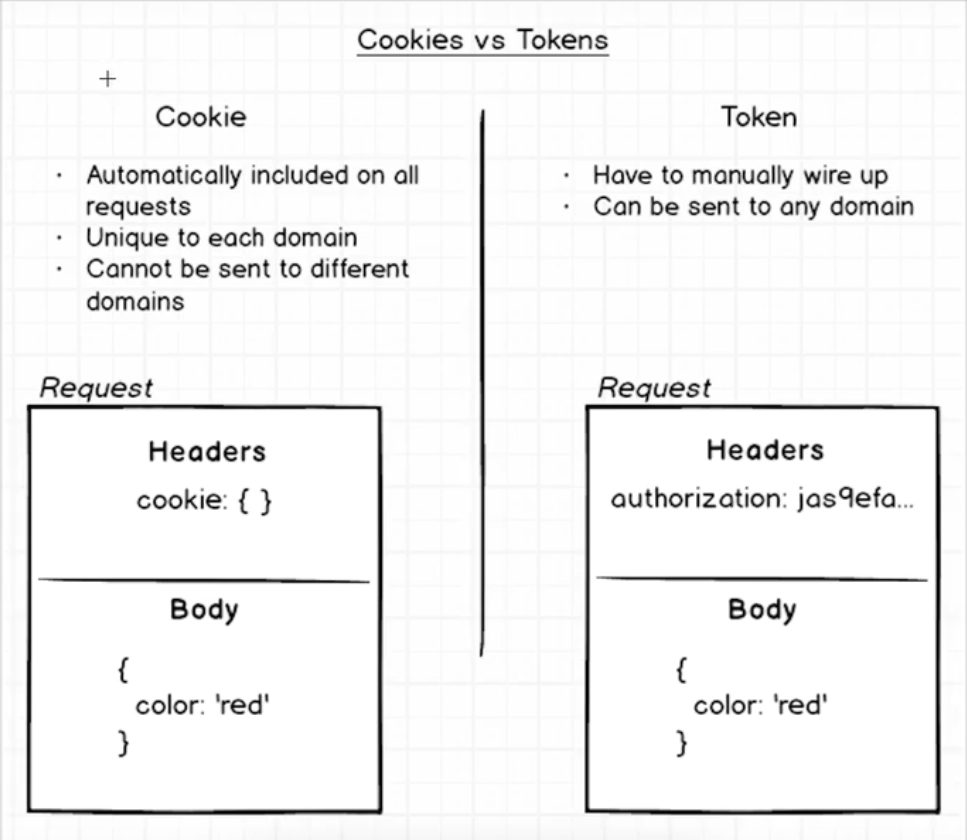 Cookies vs Tokens
Cookie
· Automatically included on all
requests
· Unique to each domain
· Cannot be sent to different
domains
Request
Headers
cookie: { }
Body
{
color: 'red'
}
Token
· Have to manually wire up
· Can be sent to any domain
Request
Headers
authorization: jas9efa...
Body
{
color: 'red'
}